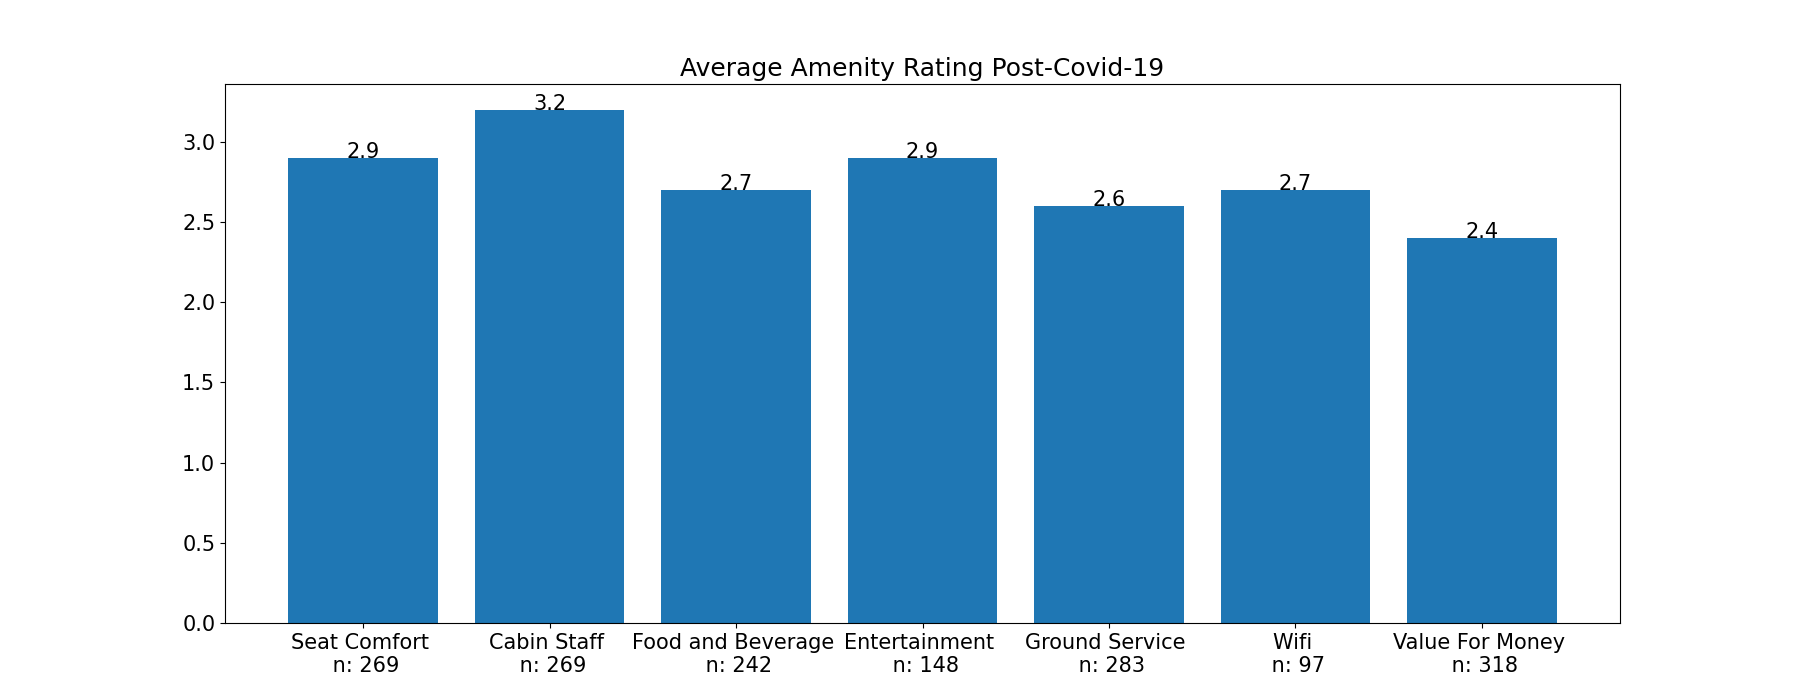 Average Amenity Rating Post-Covid-19
3.0
2.5
2.0
1.5
1.0
0.5
0.0
2.9
3.2
2.7
2.9
2.6
2.7
2.4
Seat Comfort
n: 269
Cabin Staff
n: 269
Food and Beverage
n: 242
Entertainment
n: 148
Ground Service
n: 283
Wifi
n: 97
Value For Money
n: 318